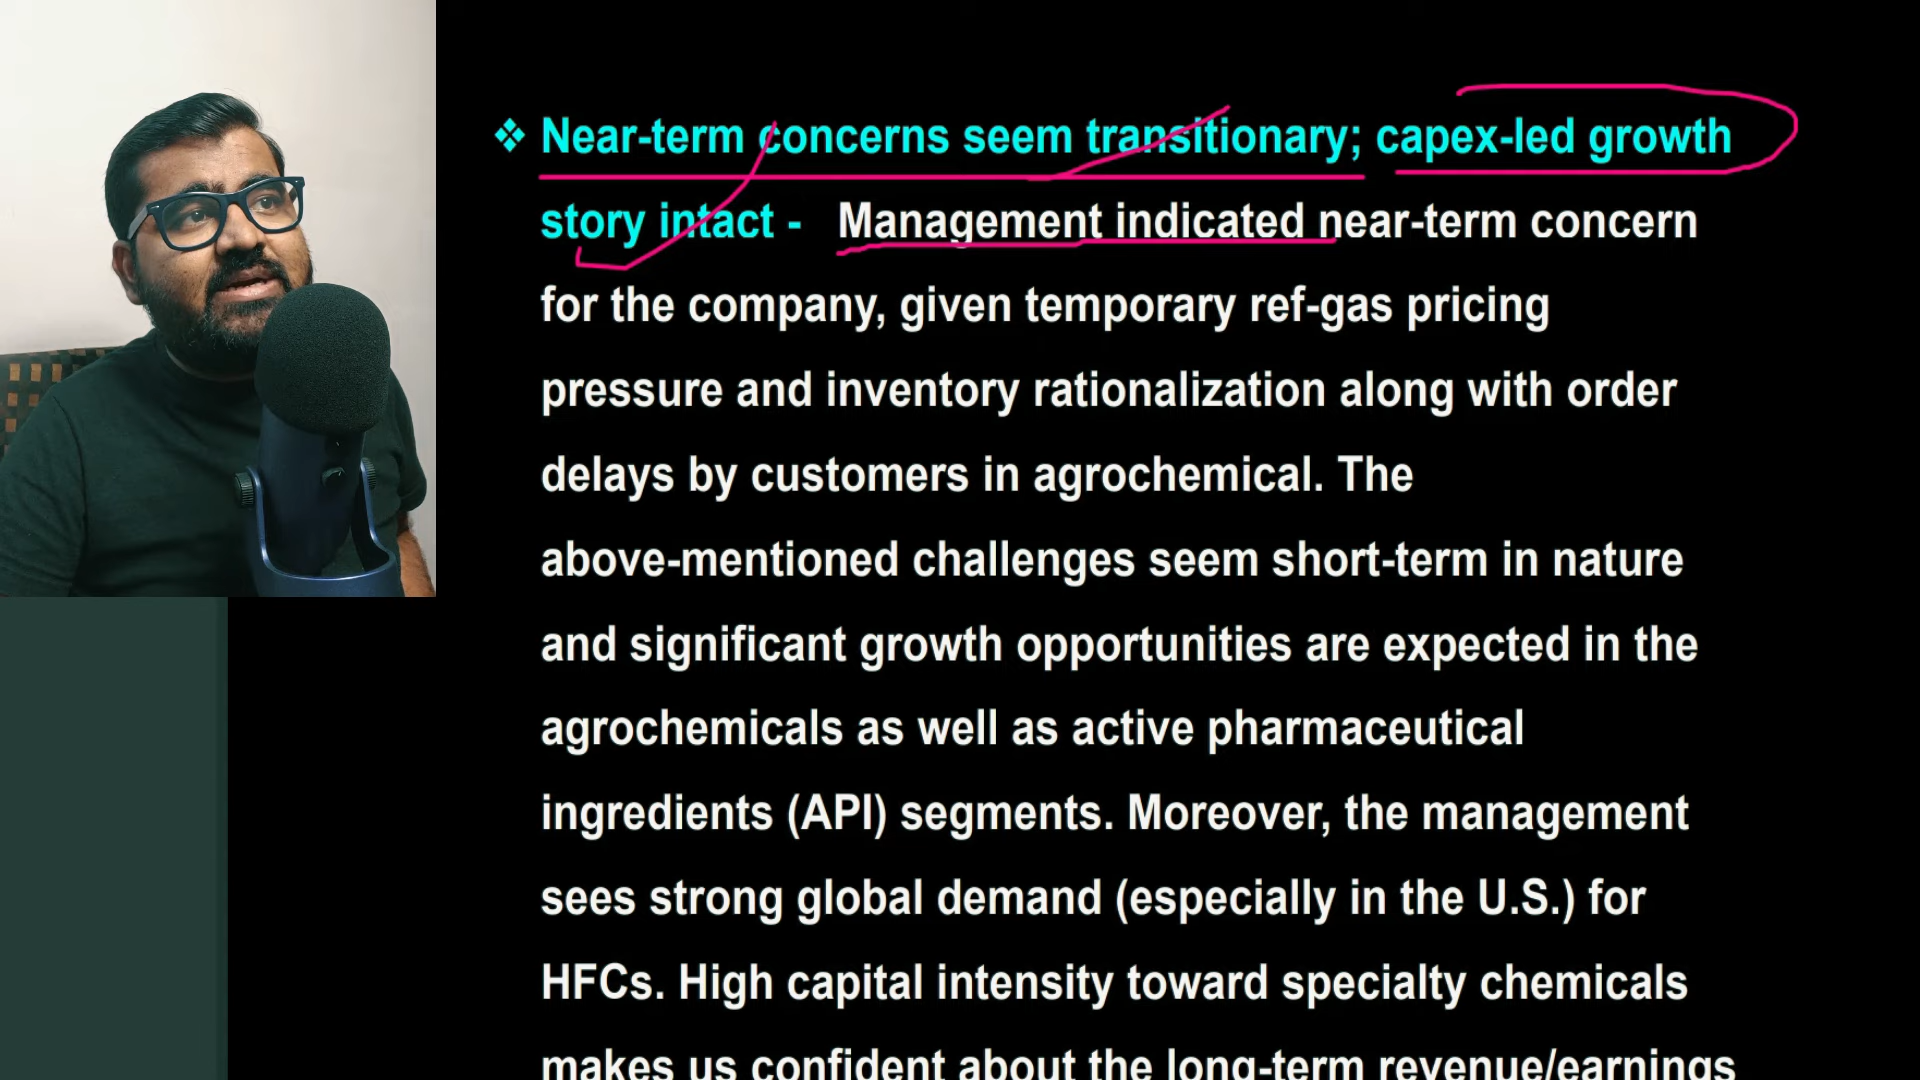 ❖ Near-term concerns seem transitionary; capex-led growth
story intact - Management indicated near-term concern
for the company, given temporary ref-gas pricing
pressure and inventory rationalization along with order
delays by customers in agrochemical. The
above-mentioned challenges seem short-term in nature
and significant growth opportunities are expected in the
agrochemicals as well as active pharmaceutical
ingredients (API) segments. Moreover, the management
sees strong global demand (especially in the U.S.) for
HFCs. High capital intensity toward specialty chemicals
makes us confident about the long-term revenue/earnings